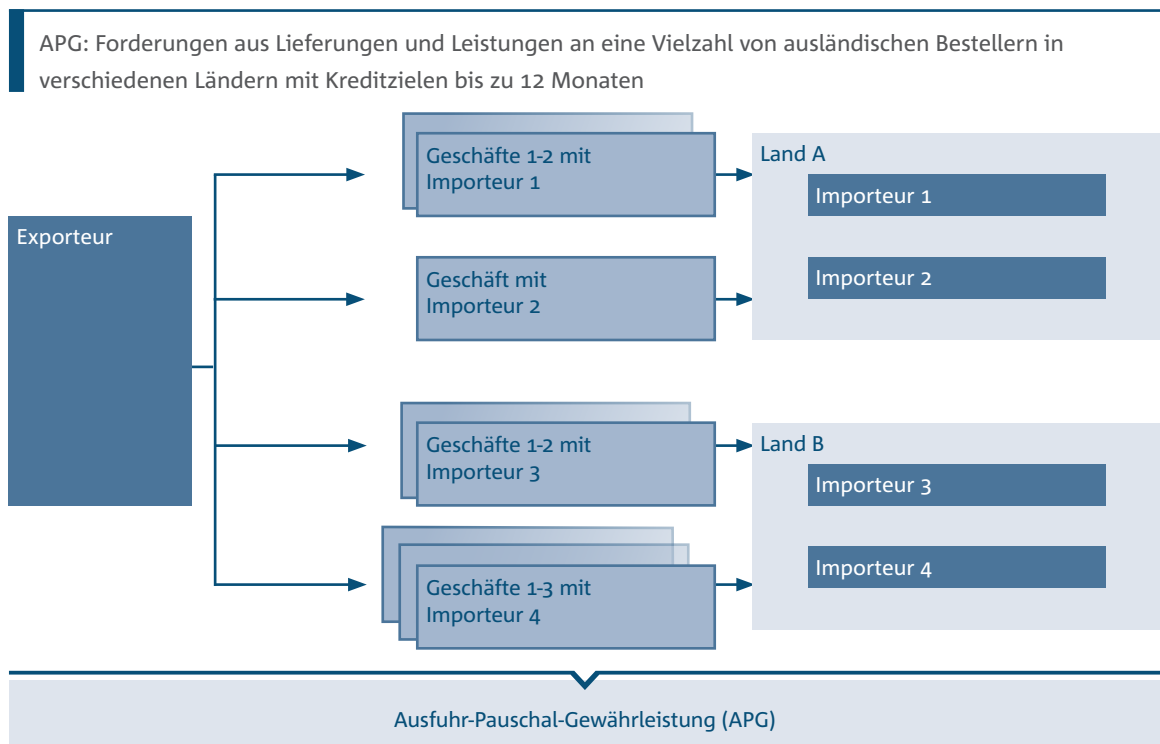 APG: Forderungen aus Lieferungen und Leistungen an eine Vielzahl von ausländischen Bestellern in
verschiedenen Ländern mit Kreditzielen bis zu 12 Monaten
Exporteur
Geschäfte 1-2 mit
Importeur 1
Geschäft mit
Importeur 2
Land A
Importeur 1
Importeur 2
Geschäfte 1-2 mit
Importeur 3
Geschäfte 1-3 mit
Importeur 4
Land B
Importeur 3
Importeur 4
Ausfuhr-Pauschal-Gewährleistung (APG)